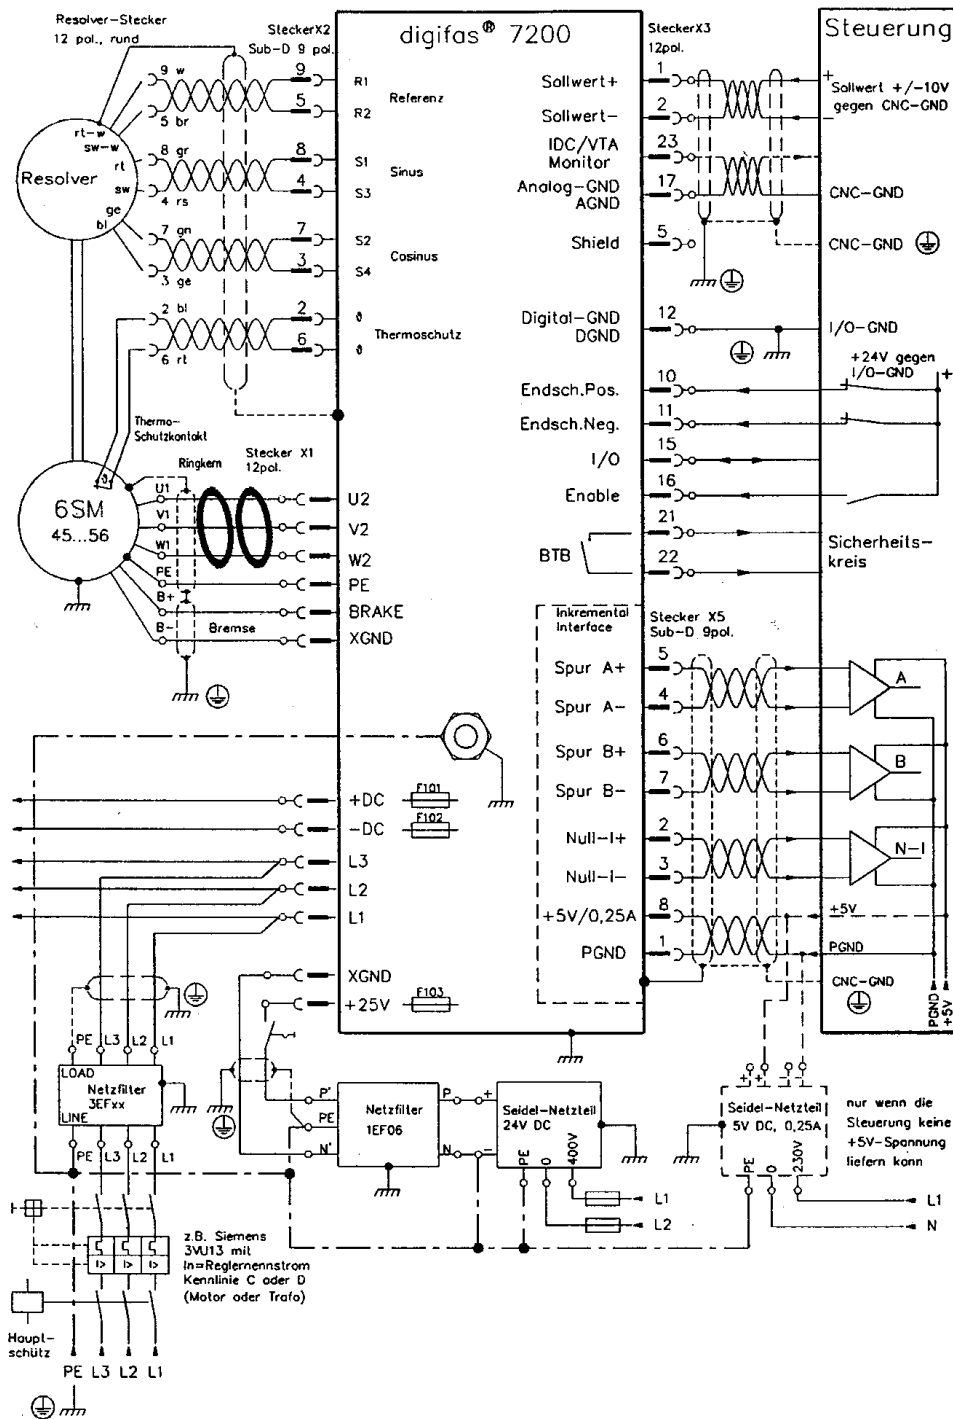 Resolver-Stecker
12 pol., rund
SteckerX2
Sub-D 9 pol.
digifas® 7200
SteckerX3
12pol.
Steuerung
9 w
5 br
rt-w
sw-w
rt
sw
ge
bl
Resolver
8 gr
4 rs
7 gn
3 ge
2 bl
6 rt
9
5
8
4
7
3
2
6
R1
R2
Referenz
S1
S3
Sinus
S2
S4
Cosinus
ϑ
ϑ
Thermoschutz
Sollwert+
1
Sollwert-
2
IDC/VTA
Monitor
23
Analog-GND
AGND
17
Shield
5
+
Sollwert +/-10V
gegen CNC-GND
-
CNC-GND
CNC-GND
Digital-GND
DGND
12
I/O-GND
+24V gegen
I/O-GND
+
Endsch.Pos.
10
Endsch.Neg.
11
I/O
15
Enable
16
BTB
21
22
Sicherheits-
kreis
Thermo-
Schutzkontakt
Ringkern
Stecker X1
12pol.
6SM
45...56
ϑ
U1
V1
W1
PE
B+
B-
Bremse
U2
V2
W2
PE
BRAKE
XGND
Inkremental
Interface
Stecker X5
Sub-D 9pol.
Spur A+
5
Spur A-
4
A
Spur B+
6
Spur B-
7
B
Null-I+
2
Null-I-
3
N-I
+5V/0,25A
8
+5V
PGND
1
PGND
CNC-GND
PGND
+5V
+DC
F101
-DC
F102
L3
L2
L1
XGND
+25V
F103
PE
L3
L2
L1
LOAD
Netzfilter
3EFxx
LINE
PE
L3
L2
L1
P'
PE
N'
Netzfilter
1EF06
P
N
+
-
Seidel-Netzteil
24V DC
PE
0
400V
L1
L2
+
+
-
-
Seidel-Netzteil
5V DC, 0,25A
PE
0
230V
L1
N
nur wenn die
Steuerung keine
+5V-Spannung
liefern kann
I>
I>
I>
z.B. Siemens
3VU13 mit
In=Reglernennstrom
Kennlinie C oder D
(Motor oder Trafo)
Haupt-
schütz
PE L3 L2 L1